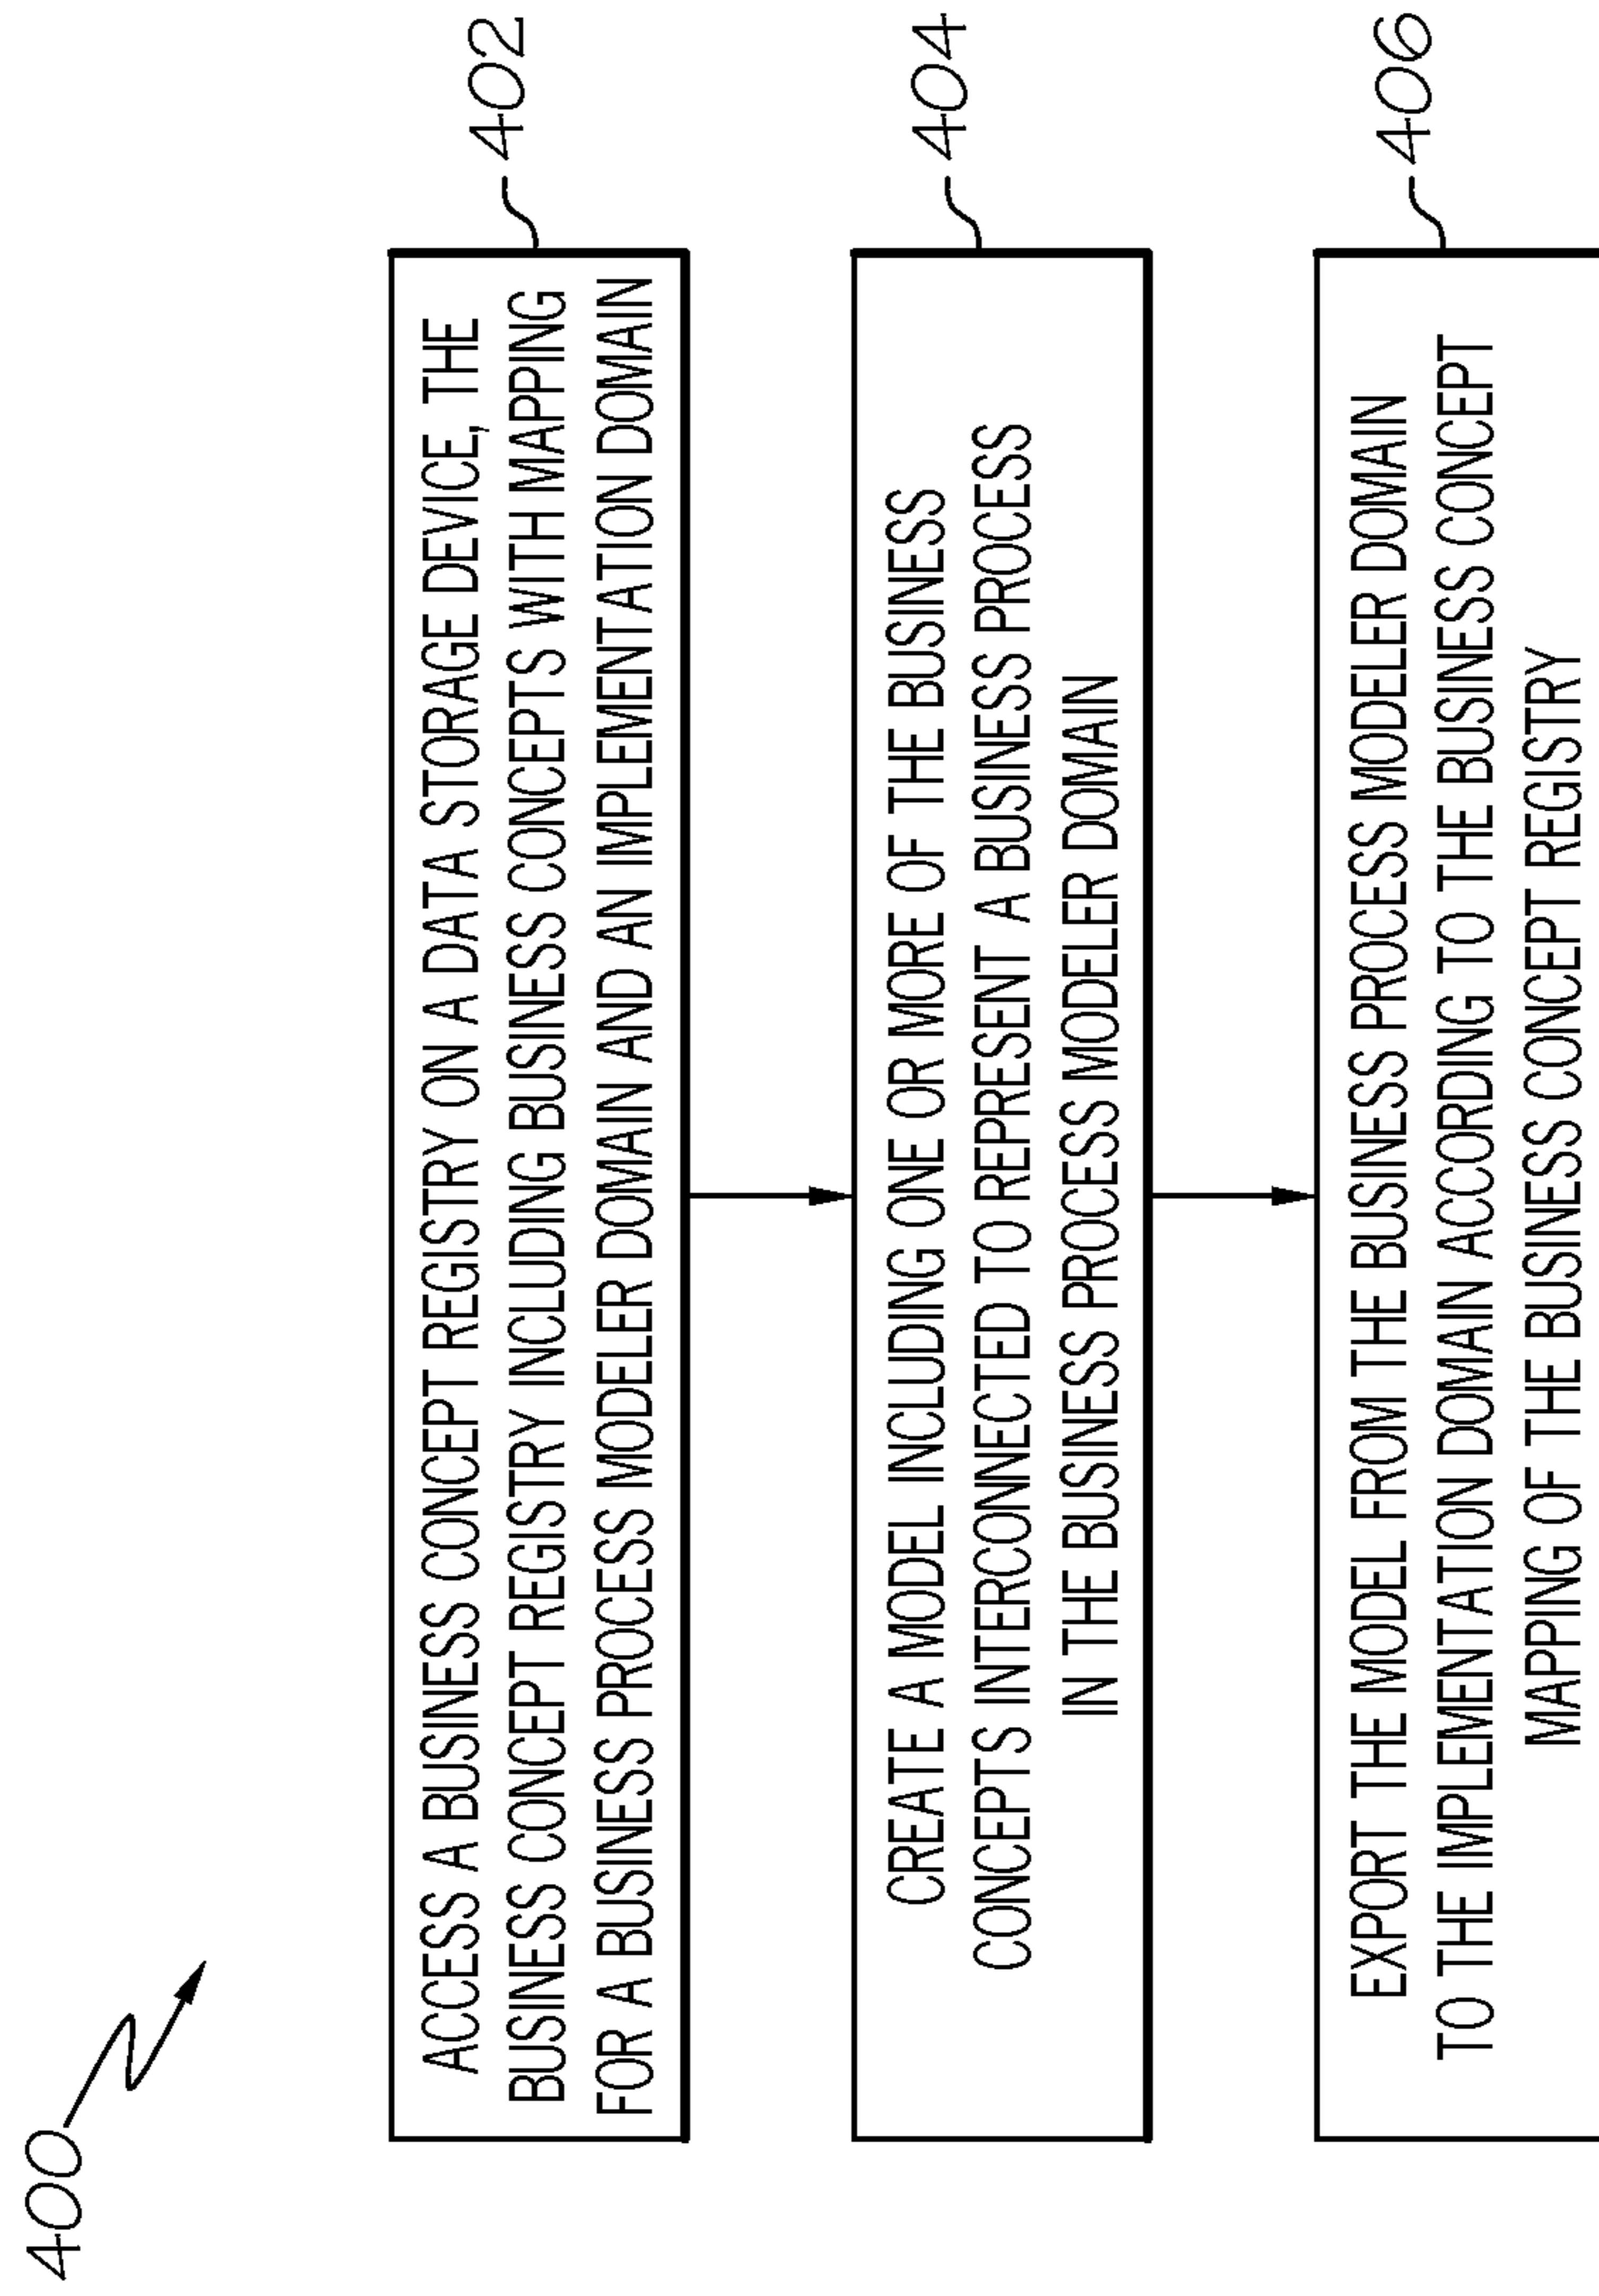 400
ACCESS A BUSINESS CONCEPT REGISTRY ON A DATA STORAGE DEVICE, THE
BUSINESS CONCEPT REGISTRY INCLUDING BUSINESS CONCEPTS WITH MAPPING
FOR A BUSINESS PROCESS MODELER DOMAIN AND AN IMPLEMENTATION DOMAIN
402
CREATE A MODEL INCLUDING ONE OR MORE OF THE BUSINESS
CONCEPTS INTERCONNECTED TO REPRESENT A BUSINESS PROCESS
IN THE BUSINESS PROCESS MODELER DOMAIN
404
EXPORT THE MODEL FROM THE BUSINESS PROCESS MODELER DOMAIN
TO THE IMPLEMENTATION DOMAIN ACCORDING TO THE BUSINESS CONCEPT
MAPPING OF THE BUSINESS CONCEPT REGISTRY
406